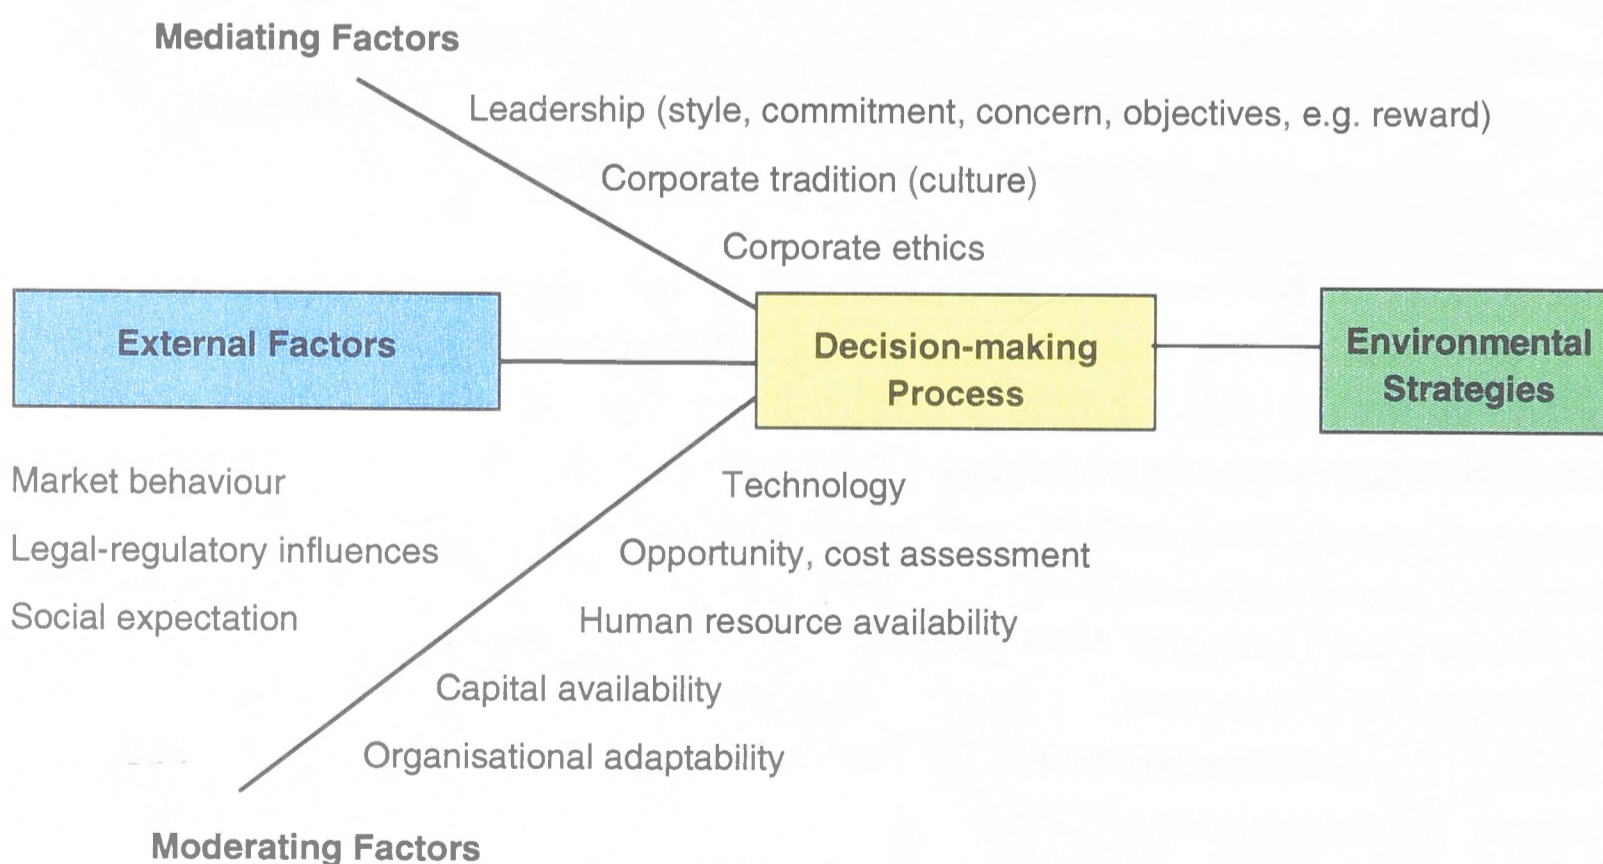 Mediating Factors
Leadership (style, commitment, concern, objectives, e.g. reward)
Corporate tradition (culture)
Corporate ethics
External Factors
Decision-making
Process
Environmental
Strategies
Market behaviour
Legal-regulatory influences
Social expectation
Technology
Opportunity, cost assessment
Human resource availability
Capital availability
Organisational adaptability
Moderating Factors